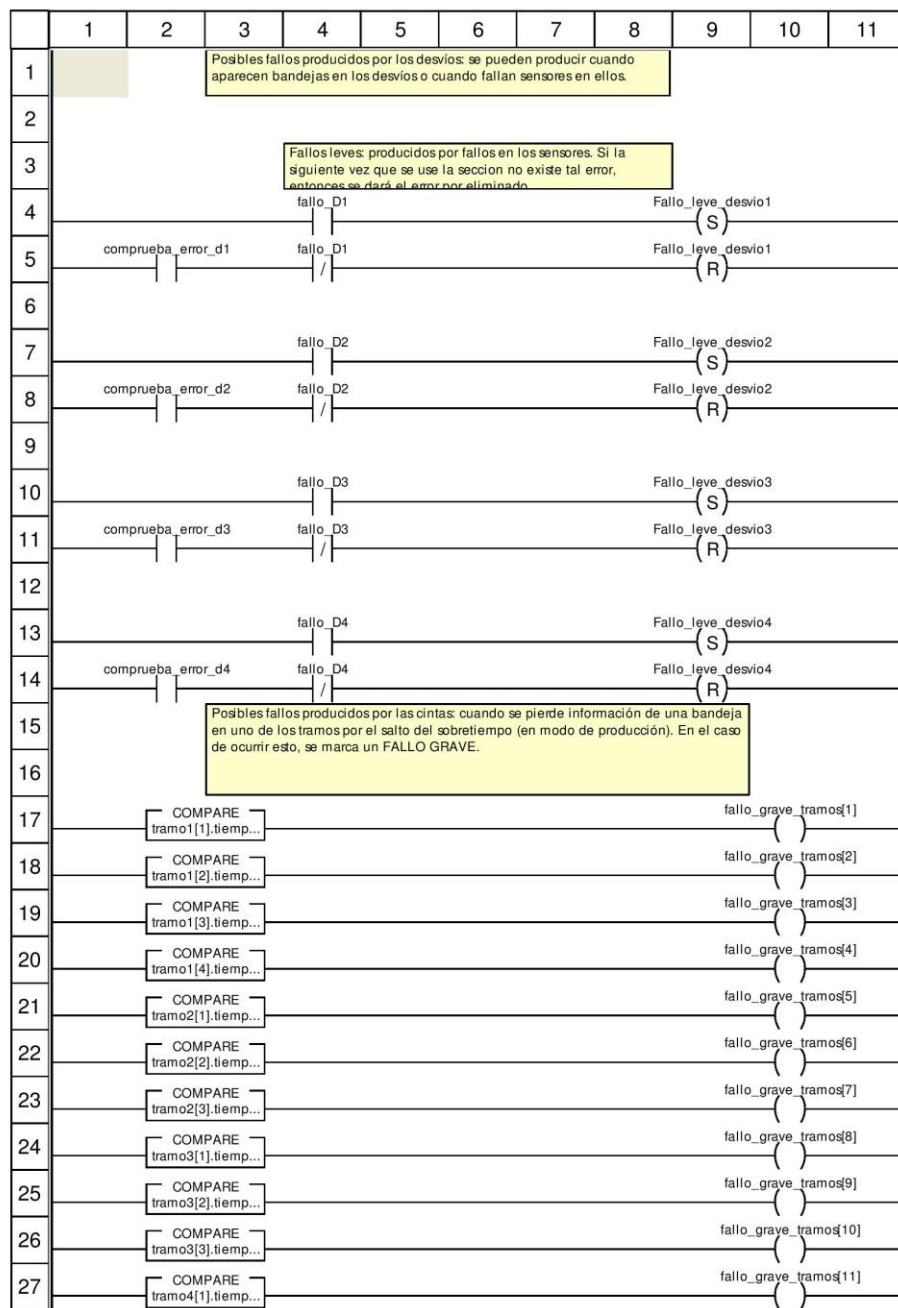 1 2 3 4 5 6 7 8 9 10 11
1
Posibles fallos producidos por los desvíos: se pueden producir cuando
aparecen bandejas en los desvíos o cuando fallan sensores en ellos.
2
3
Fallos leves: producidos por fallos en los sensores. Si la
siguiente vez que se use la seccion no existe tal error,
entonces se dará el error por eliminado
4
fallo_D1 Fallo_leve_desvio1
S
5
comprueba_error_d1 fallo_D1 Fallo_leve_desvio1
/ R
6
7
fallo_D2 Fallo_leve_desvio2
S
8
comprueba_error_d2 fallo_D2 Fallo_leve_desvio2
/ R
9
10
fallo_D3 Fallo_leve_desvio3
S
11
comprueba_error_d3 fallo_D3 Fallo_leve_desvio3
/ R
12
13
fallo_D4 Fallo_leve_desvio4
S
14
comprueba_error_d4 fallo_D4 Fallo_leve_desvio4
/ R
15
Posibles fallos producidos por las cintas: cuando se pierde información de una bandeja
en uno de los tramos por el salto del sobretiempo (en modo de producción). En el caso
de ocurrir esto, se marca un FALLO GRAVE.
16
17
COMPARE fallo_grave_tramos[1]
tramo1[1].tiemp...
18
COMPARE fallo_grave_tramos[2]
tramo1[2].tiemp...
19
COMPARE fallo_grave_tramos[3]
tramo1[3].tiemp...
20
COMPARE fallo_grave_tramos[4]
tramo1[4].tiemp...
21
COMPARE fallo_grave_tramos[5]
tramo2[1].tiemp...
22
COMPARE fallo_grave_tramos[6]
tramo2[2].tiemp...
23
COMPARE fallo_grave_tramos[7]
tramo2[3].tiemp...
24
COMPARE fallo_grave_tramos[8]
tramo3[1].tiemp...
25
COMPARE fallo_grave_tramos[9]
tramo3[2].tiemp...
26
COMPARE fallo_grave_tramos[10]
tramo3[3].tiemp...
27
COMPARE fallo_grave_tramos[11]
tramo4[1].tiemp...